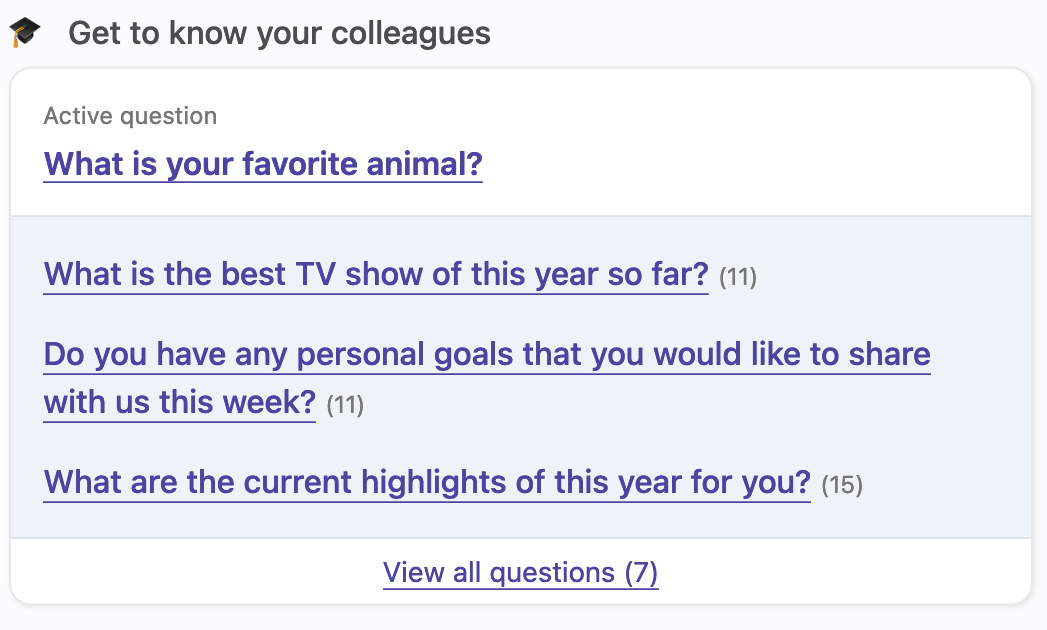 Get to know your colleagues
Active question
What is your favorite animal?
What is the best TV show of this year so far? (11)
Do you have any personal goals that you would like to share
with us this week? (11)
What are the current highlights of this year for you? (15)
View all questions (7)